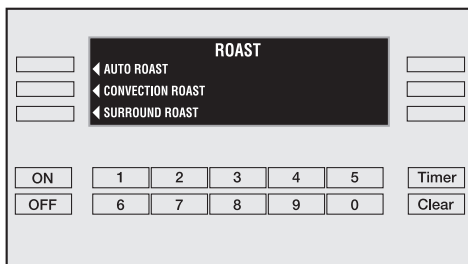 ROAST
AUTO ROAST
CONVECTION ROAST
SURROUND ROAST
ON 1 2 3 4 5 Timer
OFF 6 7 8 9 0 Clear